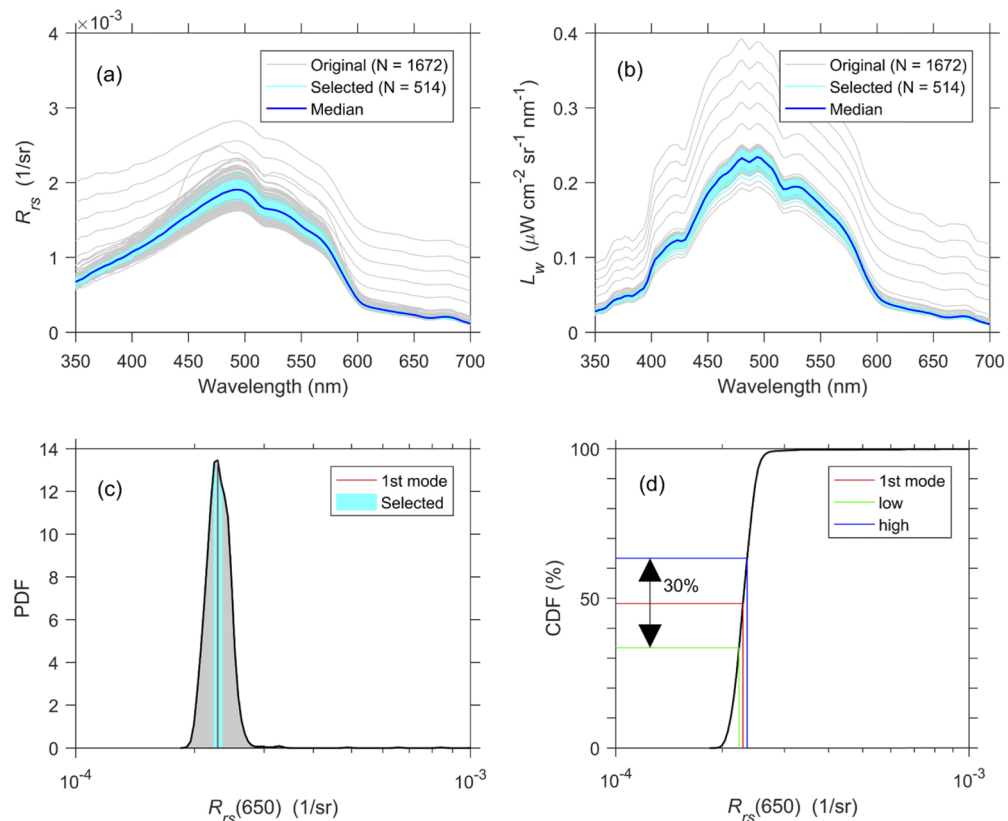 ×10⁻³
4
3
2
1
0
R_rs (1/sr)
(a)
Original (N = 1672)
Selected (N = 514)
Median
350 400 450 500 550 600 650 700
Wavelength (nm)
0.4
0.3
0.2
0.1
0
L_w (μW cm⁻² sr⁻¹ nm⁻¹)
(b)
Original (N = 1672)
Selected (N = 514)
Median
350 400 450 500 550 600 650 700
Wavelength (nm)
14
12
10
8
6
4
2
0
PDF
(c)
1st mode
Selected
10⁻⁴ 10⁻³
R_rs(650) (1/sr)
100
50
0
CDF (%)
(d)
1st mode
low
high
30%
10⁻⁴ 10⁻³
R_rs(650) (1/sr)